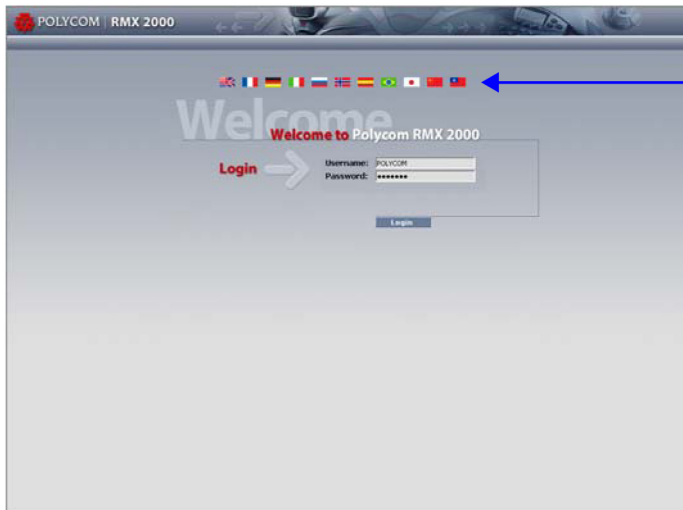 POLYCOM | RMX 2000
Welcome
Welcome to Polycom RMX 2000
Login
Username: POLYCOM
Password: •••••••
Login